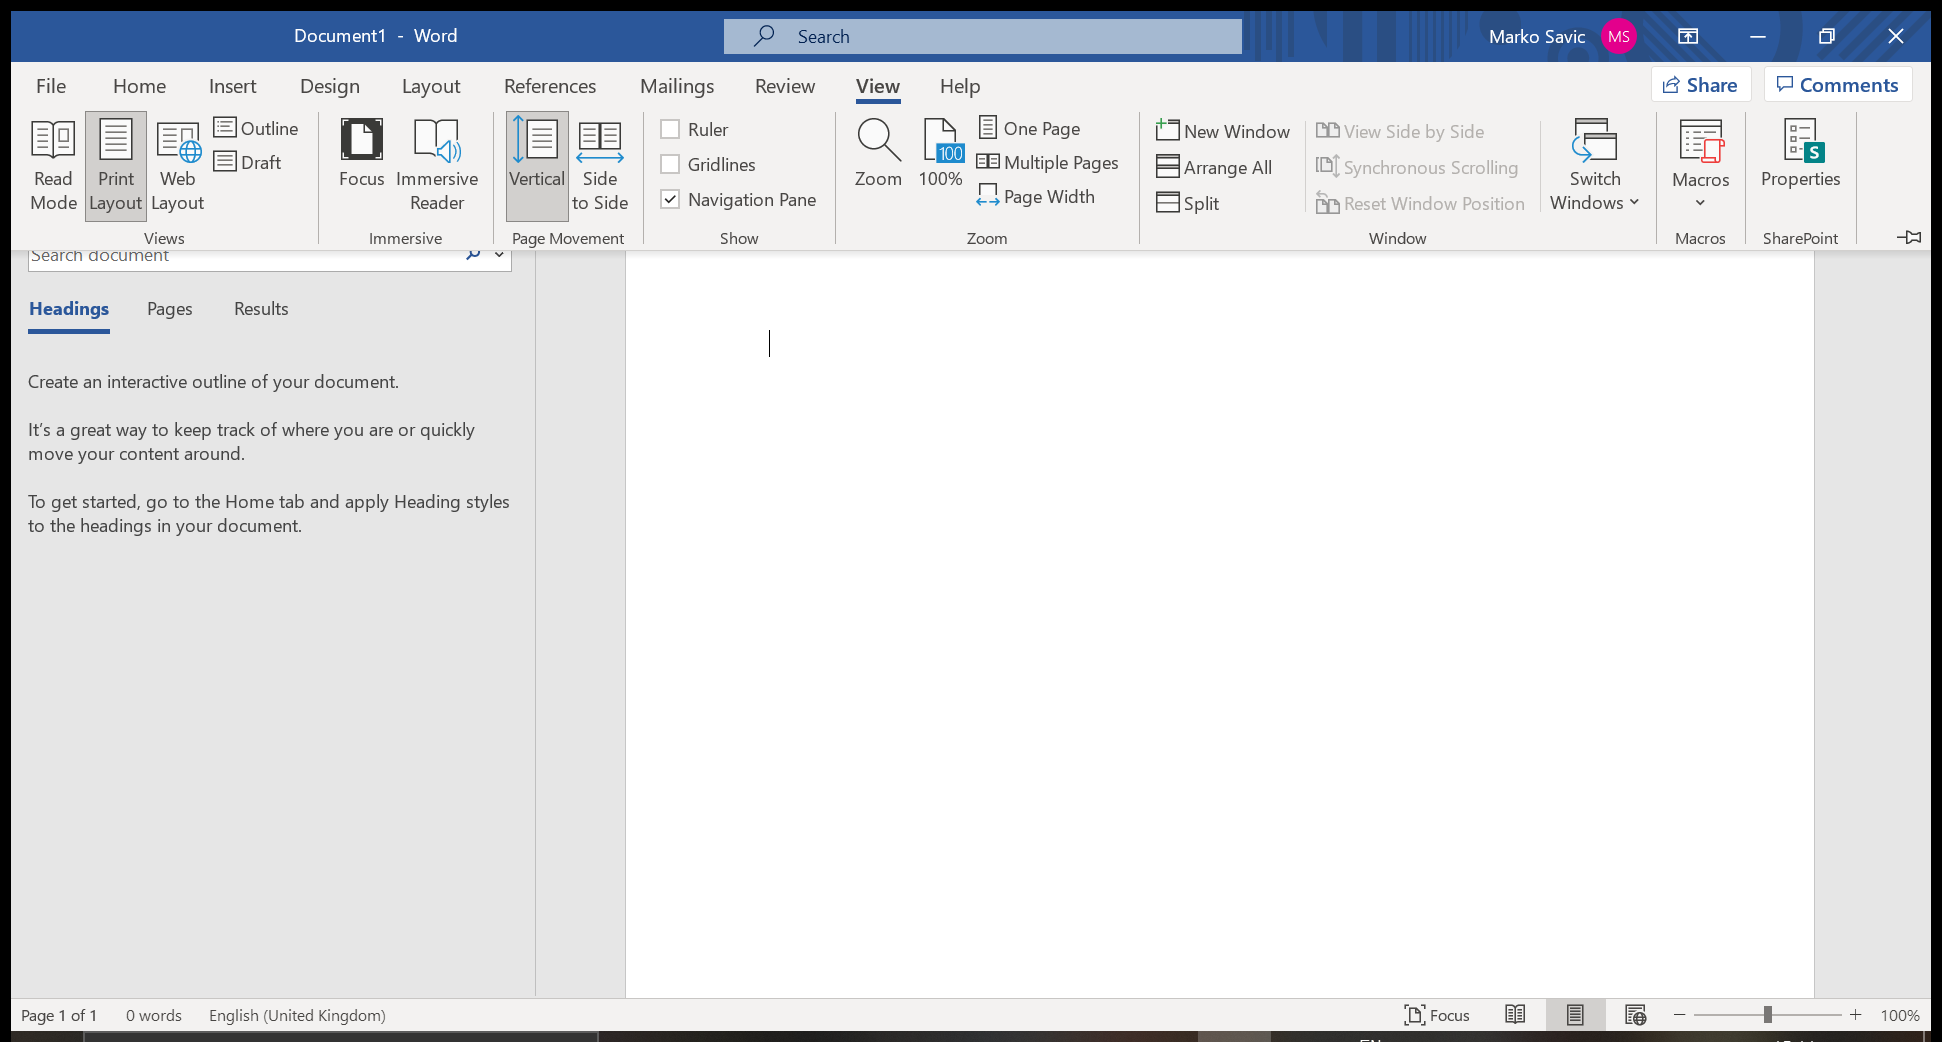 Document1 - Word
Search
Marko Savic
MS
File Home Insert Design Layout References Mailings Review View Help
Share
Comments
Read Mode
Print Layout
Web Layout
Outline
Draft
Views
Focus
Immersive Reader
Immersive
Vertical
Side to Side
Page Movement
Ruler
Gridlines
Navigation Pane
Show
Zoom
100
100%
One Page
Multiple Pages
Page Width
Zoom
New Window
Arrange All
Split
View Side by Side
Synchronous Scrolling
Reset Window Position
Switch Windows
Window
Macros
Macros
S
Properties
SharePoint
Search document
Headings Pages Results
Create an interactive outline of your document.
It's a great way to keep track of where you are or quickly
move your content around.
To get started, go to the Home tab and apply Heading styles
to the headings in your document.
Page 1 of 1 0 words English (United Kingdom)
Focus
100%